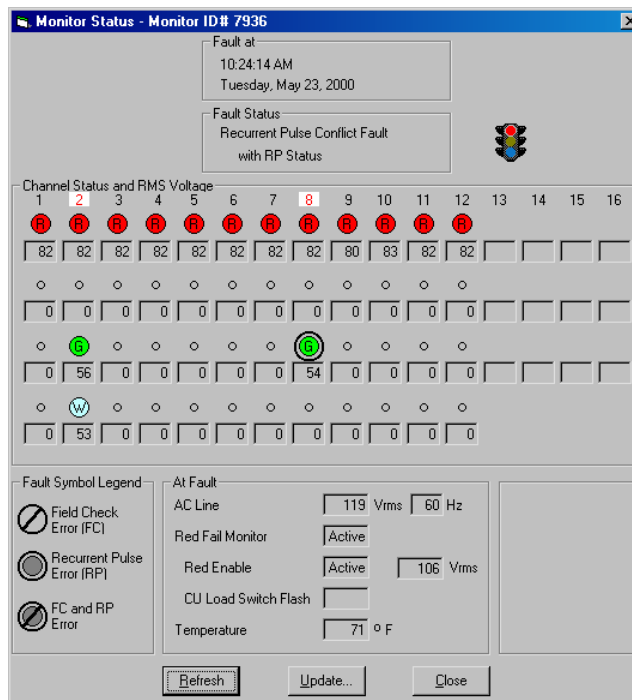 Monitor Status - Monitor ID# 7936
Fault at
10:24:14 AM
Tuesday, May 23, 2000
Fault Status
Recurrent Pulse Conflict Fault
with RP Status
Channel Status and RMS Voltage
1 2 3 4 5 6 7 8 9 10 11 12 13 14 15 16
R R R R R R R R R R R R
82 82 82 82 82 82 82 82 80 83 82 82
0 0 0 0 0 0 0 0 0 0 0 0
G G
0 56 0 0 0 0 0 54 0 0 0 0
W
0 53 0 0 0 0 0 0 0 0 0 0
Fault Symbol Legend
Field Check
Error (FC)
Recurrent Pulse
Error (RP)
FC and RP
Error
At Fault
AC Line 119 Vrms 60 Hz
Red Fail Monitor Active
Red Enable Active 106 Vrms
CU Load Switch Flash
Temperature 71 º F
Refresh Update... Close